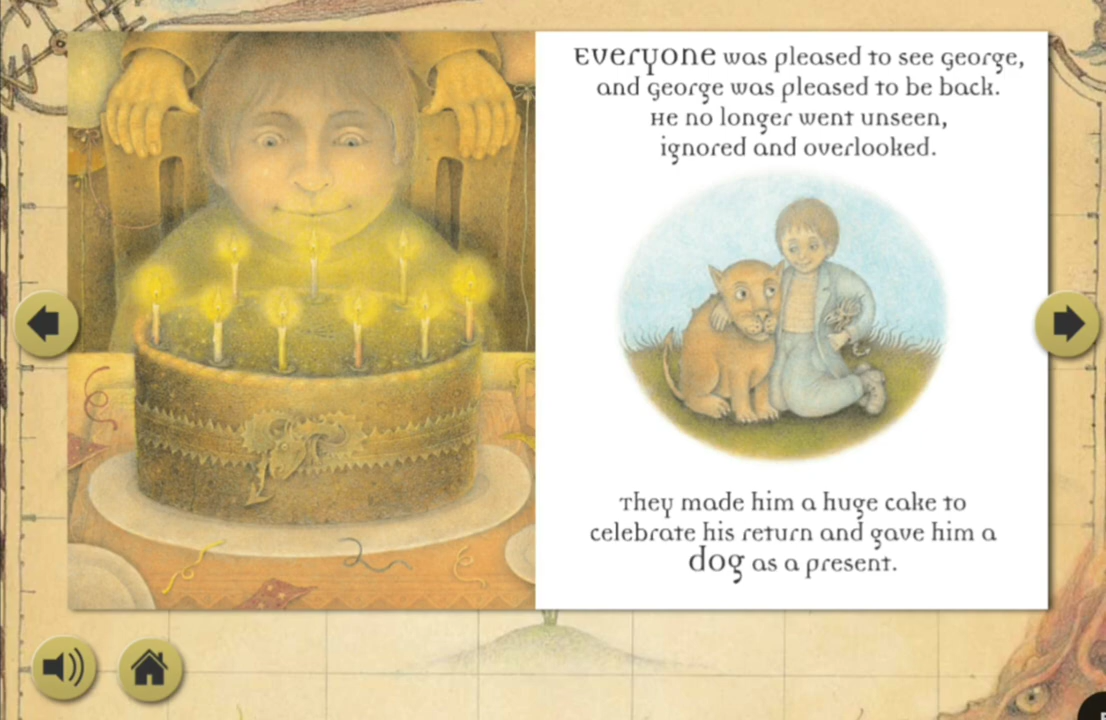 Everyone was pleased to see george,
and george was pleased to be back.
He no longer went unseen,
ignored and overlooked.
They made him a huge cake to
celebrate his return and gave him a
dog as a present.